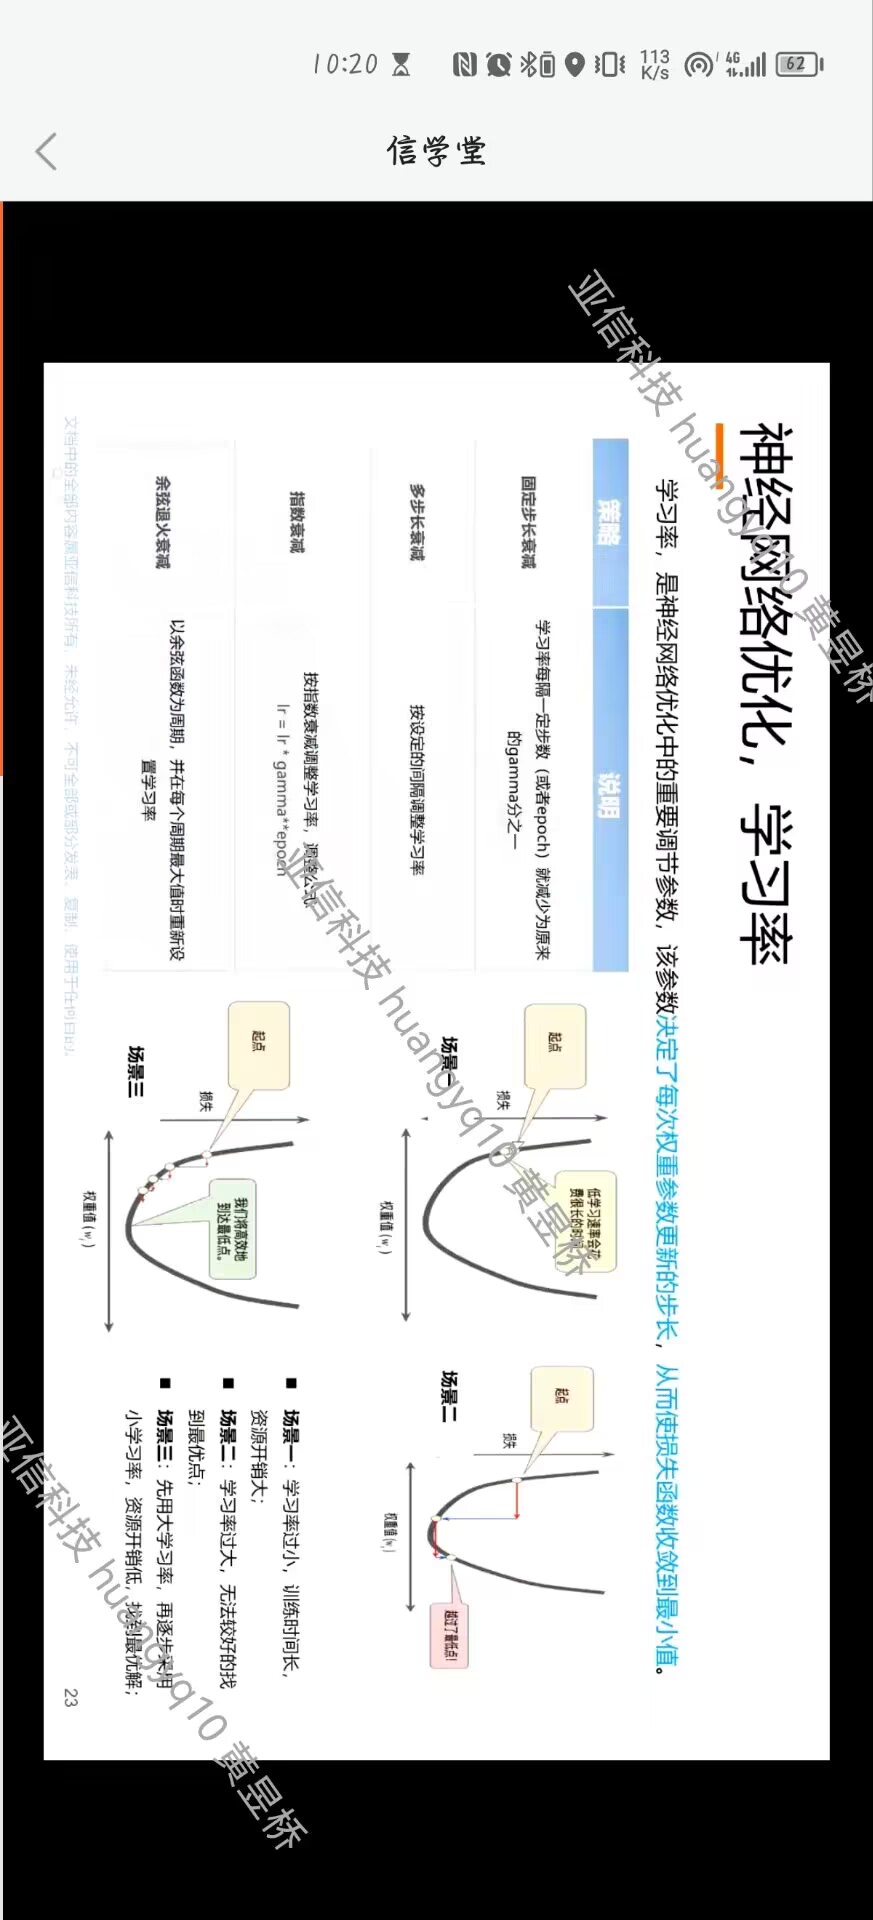 10:20
113
K/s
4G
62
信学堂
神经网络优化，学习率
学习率，是神经网络优化中的重要调节参数，该参数决定了每次权重参数更新的步长，从而使损失函数收敛到最小值。
策略
说明
固定步长衰减
学习率每隔一定步数（或者epoch）就减少为原来
的gamma分之一
多步长衰减
按设定的间隔调整学习率
指数衰减
按指数衰减调整学习率，调整公式
lr = lr * gamma**epoch
余弦退火衰减
以余弦函数为周期，并在每个周期最大值时重新设
置学习率
起点
损失
低学习速率会花
费很长的时间
权重值 (wᵢ)
场景一
起点
损失
越过了最低点!
权重值 (wᵢ)
场景二
起点
损失
我们将高效地
到达最低点。
权重值 (wᵢ)
场景三
■ 场景一：学习率过小，训练时间长，
资源开销大；
■ 场景二：学习率过大，无法较好的找
到最优点；
■ 场景三：先用大学习率，再逐步采用
小学习率，资源开销低，找到最优解；
文档中的全部内容属亚信科技所有，未经允许，不可全部或部分发表、复制、使用于任何目的。
23
亚信科技 huangyq10 黄昱桥
亚信科技 huangyq10 黄昱桥
亚信科技 huangyq10 黄昱桥